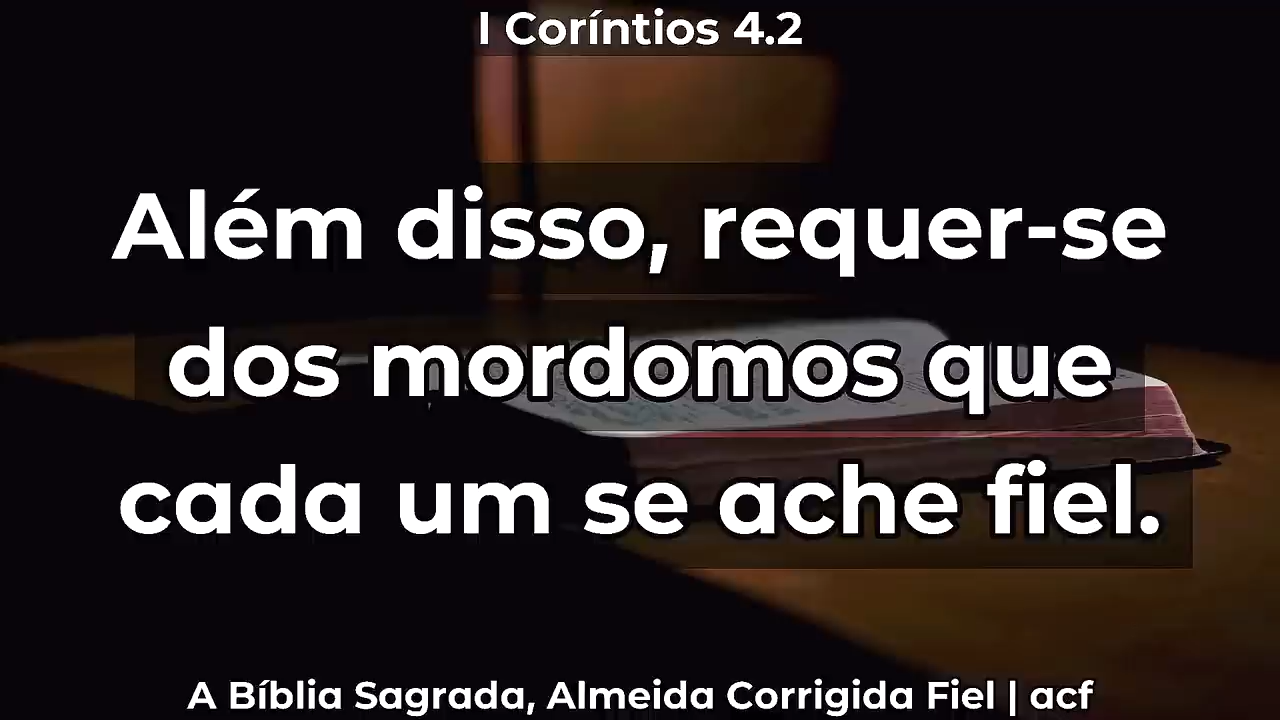 I Coríntios 4.2
Além disso, requer-se
dos mordomos que
cada um se ache fiel.
A Bíblia Sagrada, Almeida Corrigida Fiel | acf